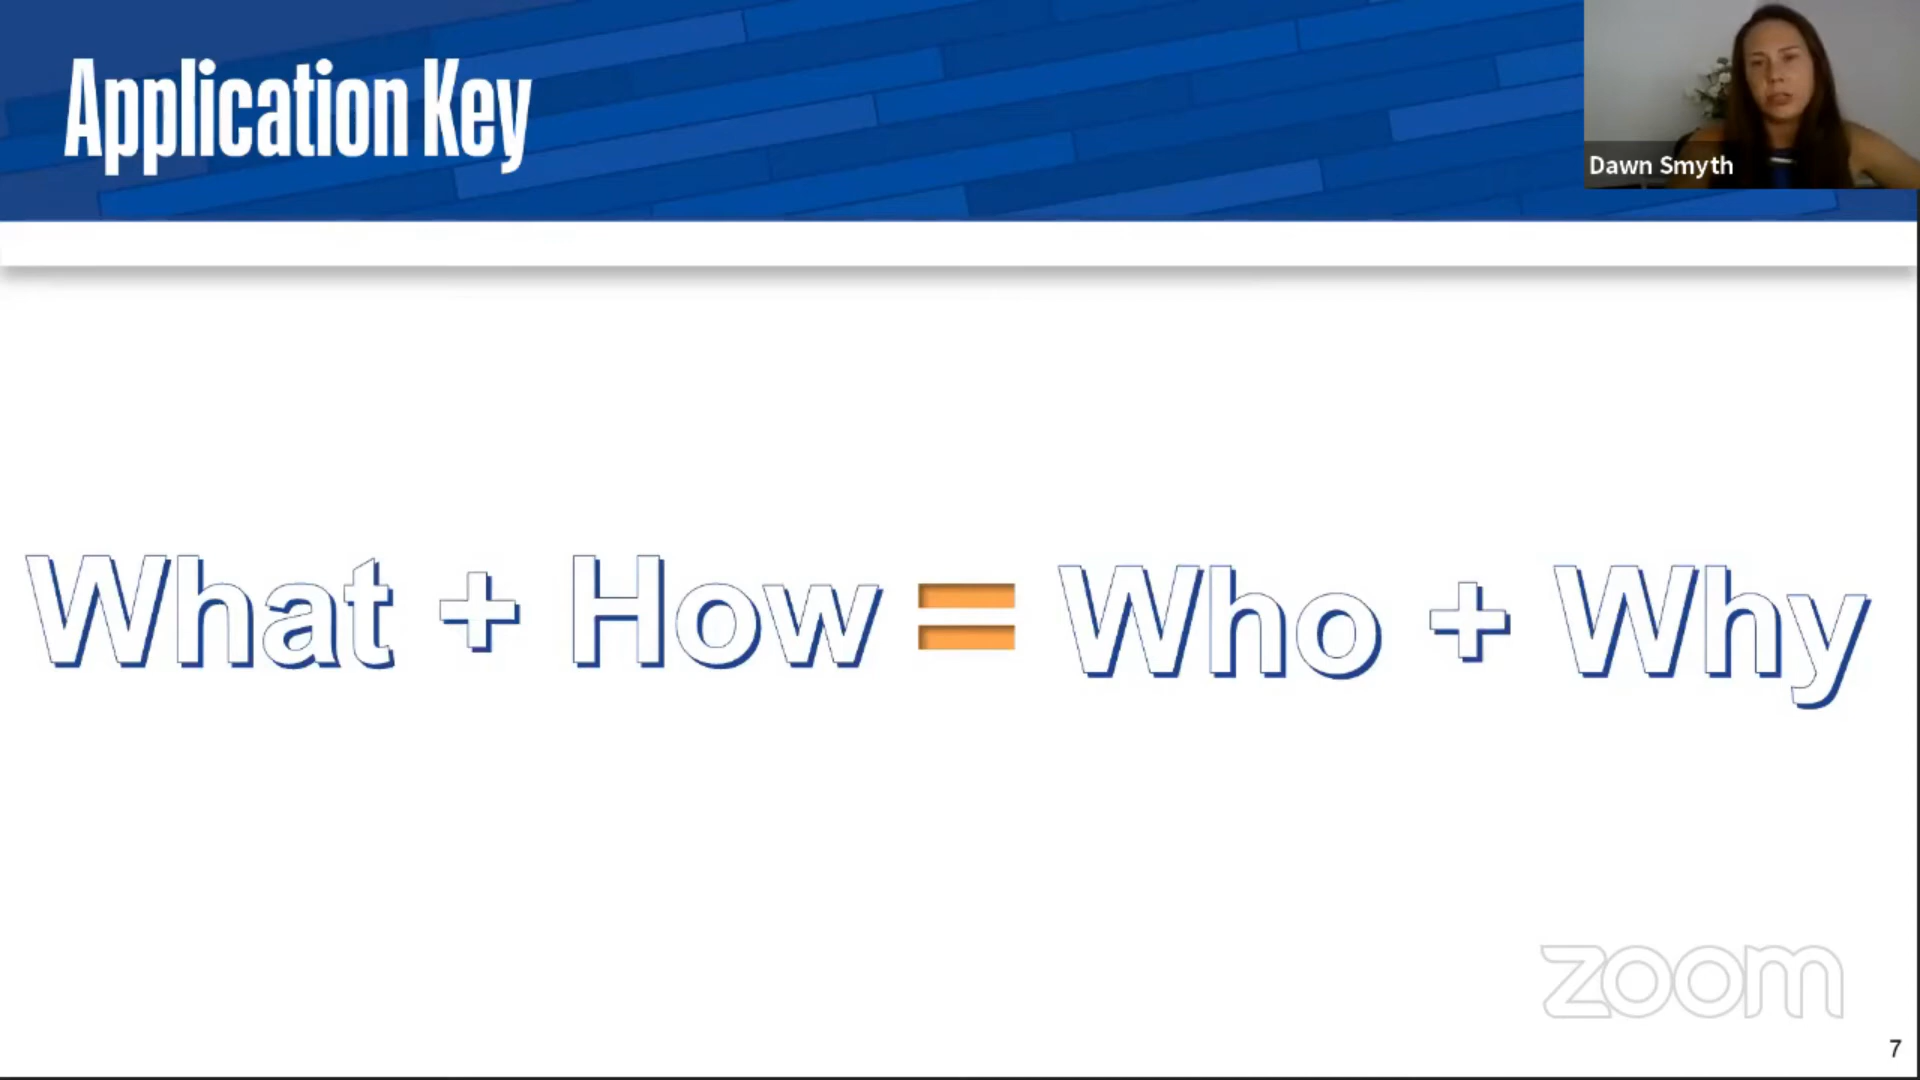 Application Key
Dawn Smyth
What + How = Who + Why
zoom
7